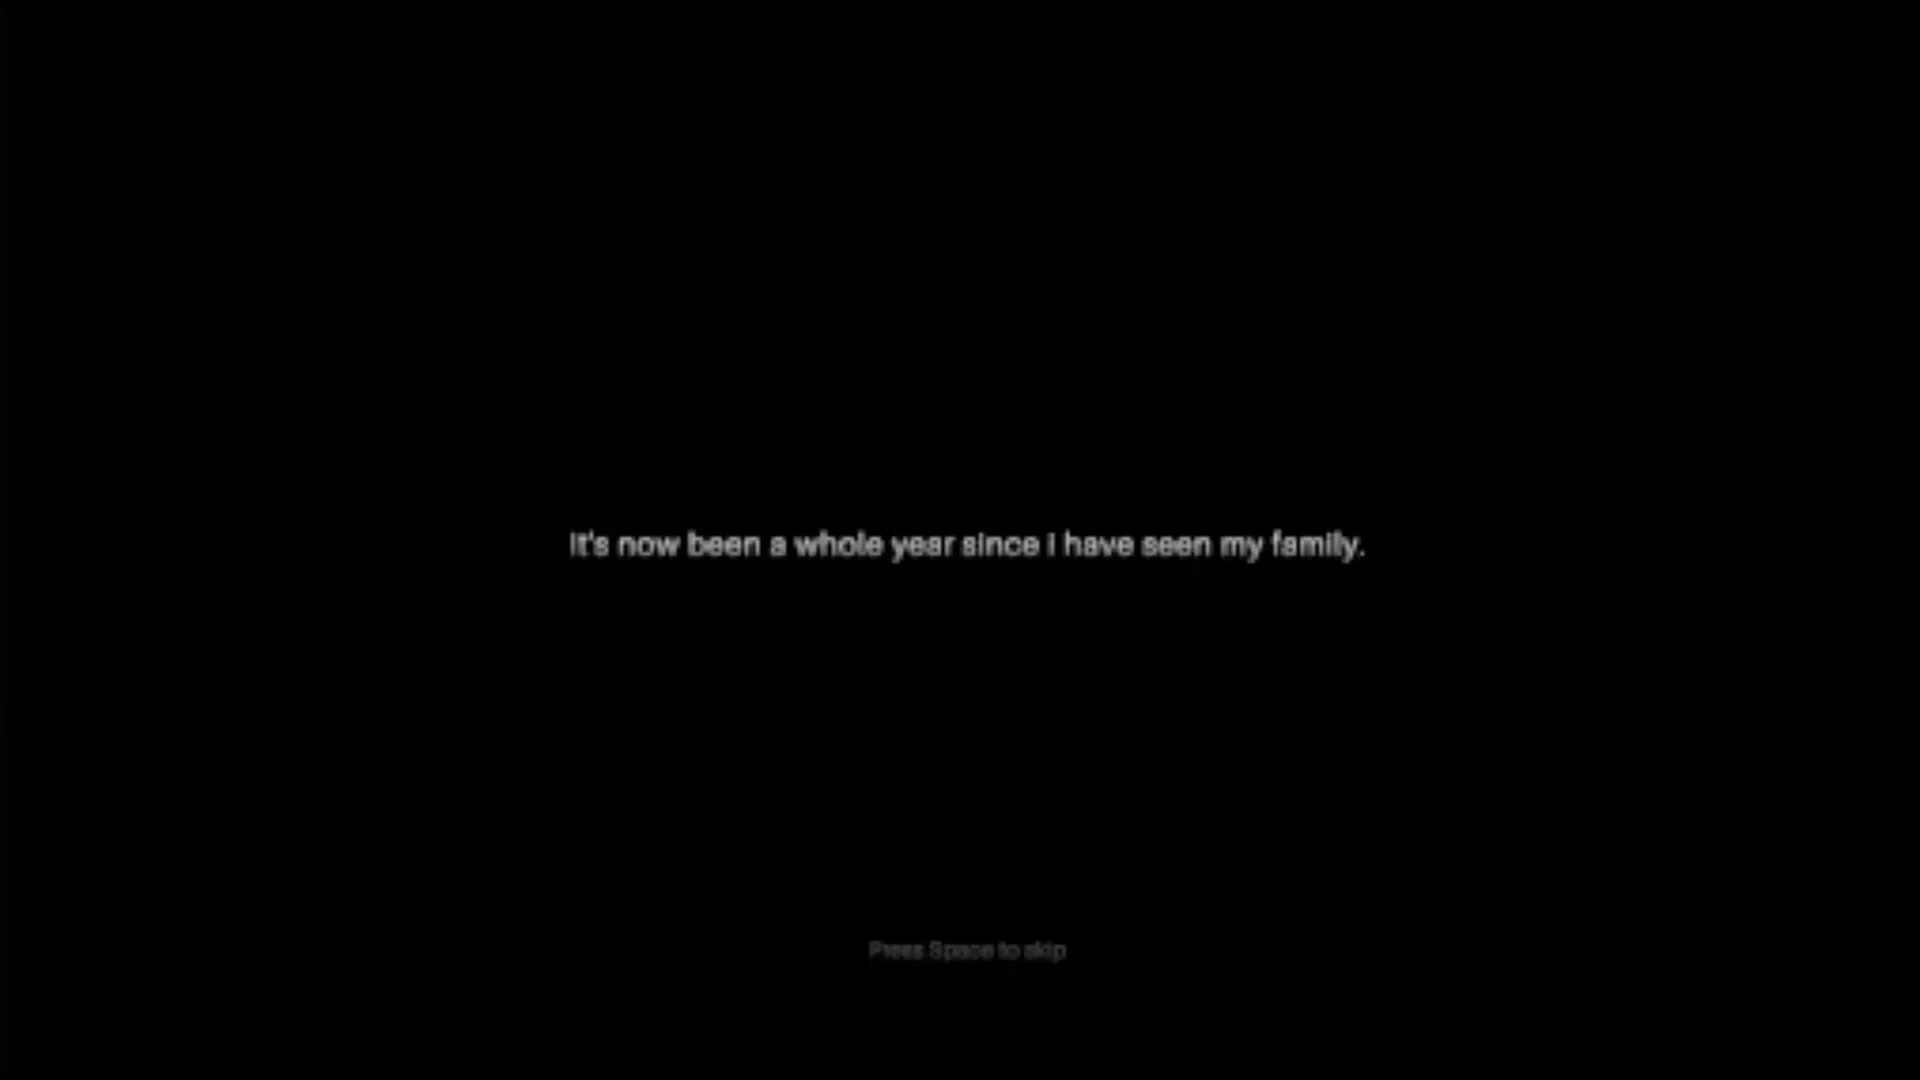 It's now been a whole year since I have seen my family.
Press Space to skip